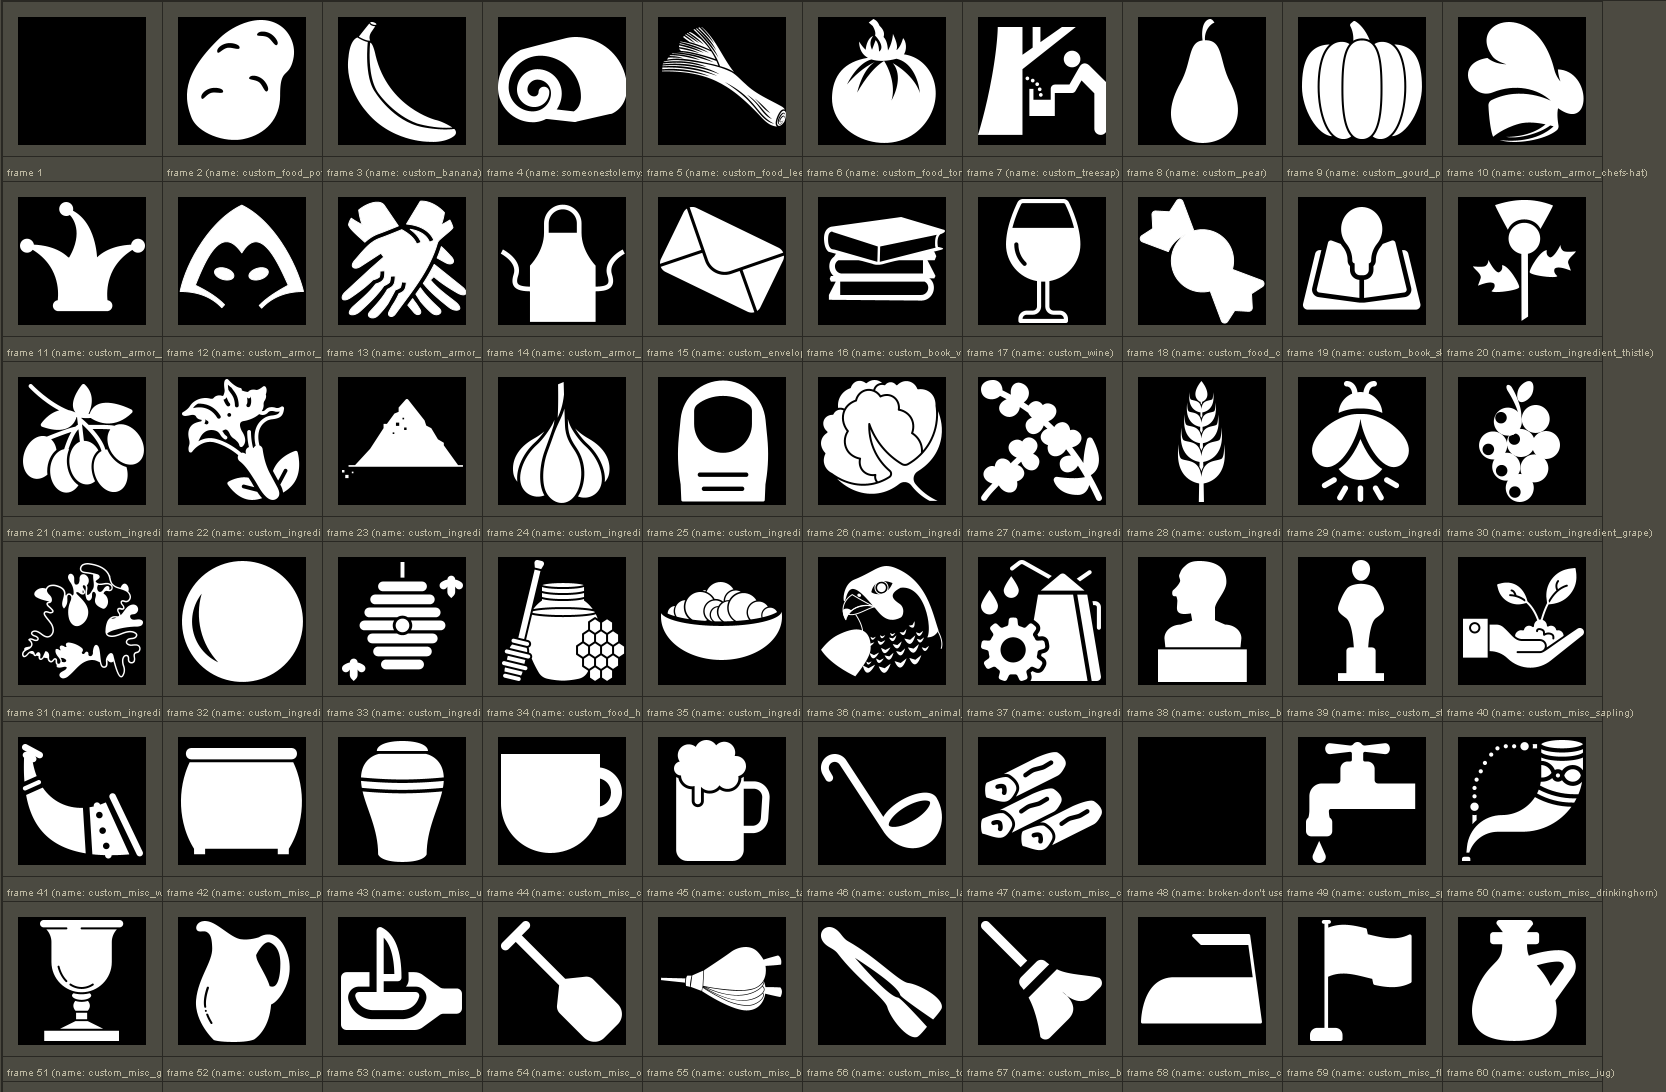 frame 1 frame 2 (name: custom_food_po frame 3 (name: custom_banana) frame 4 (name: someonestolemy frame 5 (name: custom_food_lee frame 6 (name: custom_food_tom frame 7 (name: custom_treesap) frame 8 (name: custom_pear) frame 9 (name: custom_gourd_p frame 10 (name: custom_armor_chefs-hat)
frame 11 (name: custom_armor_ frame 12 (name: custom_armor_ frame 13 (name: custom_armor_ frame 14 (name: custom_armor_ frame 15 (name: custom_envelop frame 16 (name: custom_book_v frame 17 (name: custom_wine) frame 18 (name: custom_food_c frame 19 (name: custom_book_sk frame 20 (name: custom_ingredient_thistle)
frame 21 (name: custom_ingredi frame 22 (name: custom_ingredi frame 23 (name: custom_ingredi frame 24 (name: custom_ingredi frame 25 (name: custom_ingredi frame 26 (name: custom_ingredi frame 27 (name: custom_ingredi frame 28 (name: custom_ingredi frame 29 (name: custom_ingredi frame 30 (name: custom_ingredient_grape)
frame 31 (name: custom_ingredi frame 32 (name: custom_ingredi frame 33 (name: custom_ingredi frame 34 (name: custom_food_h frame 35 (name: custom_ingredi frame 36 (name: custom_animal frame 37 (name: custom_ingredi frame 38 (name: custom_misc_b frame 39 (name: misc_custom_st frame 40 (name: custom_misc_sapling)
frame 41 (name: custom_misc_w frame 42 (name: custom_misc_p frame 43 (name: custom_misc_u frame 44 (name: custom_misc_c frame 45 (name: custom_misc_ta frame 46 (name: custom_misc_la frame 47 (name: custom_misc_c frame 48 (name: broken-don't use frame 49 (name: custom_misc_sp frame 50 (name: custom_misc_drinkinghorn)
frame 51 (name: custom_misc_g frame 52 (name: custom_misc_p frame 53 (name: custom_misc_b frame 54 (name: custom_misc_o frame 55 (name: custom_misc_b frame 56 (name: custom_misc_to frame 57 (name: custom_misc_b frame 58 (name: custom_misc_c frame 59 (name: custom_misc_fl frame 60 (name: custom_misc_jug)